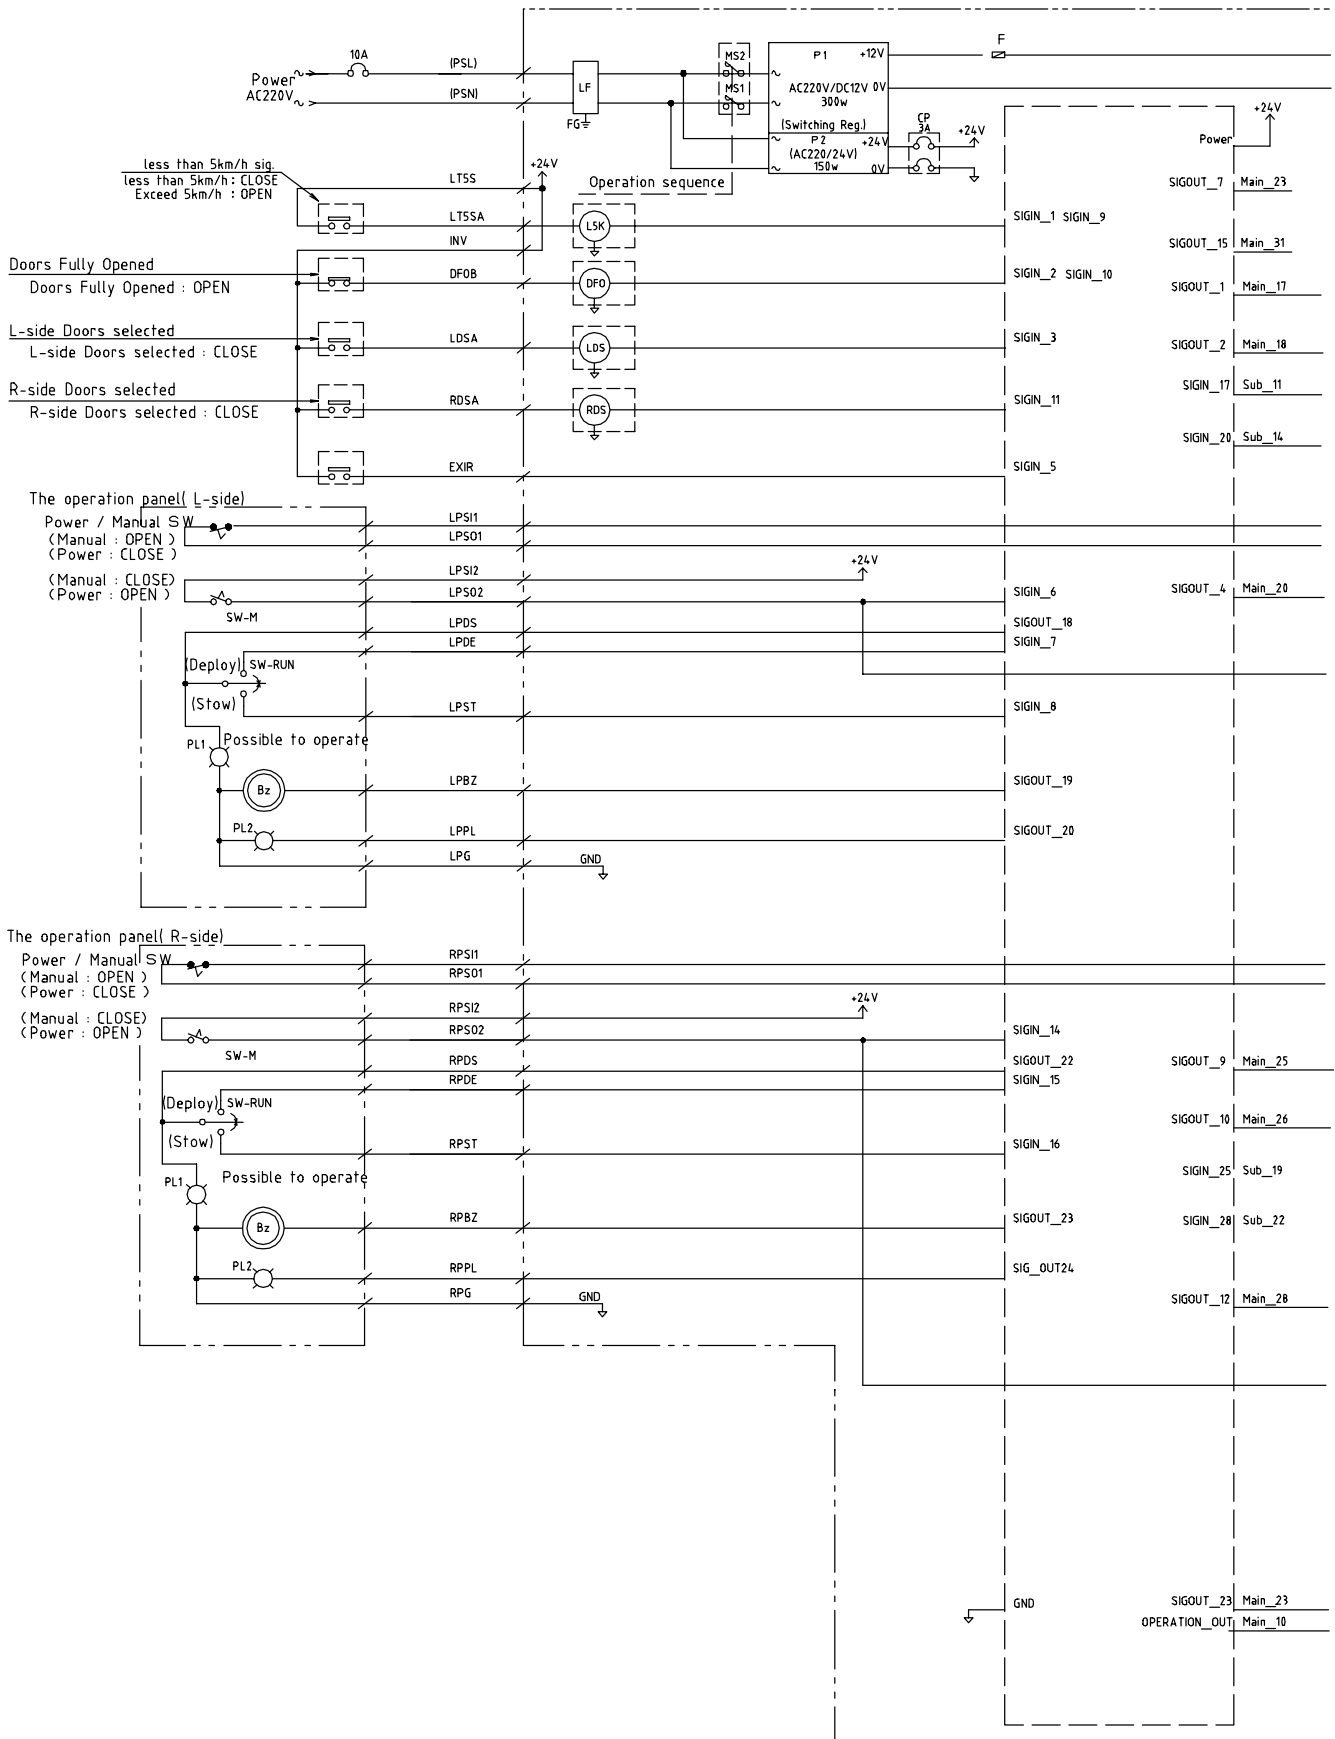 10A
Power
AC220V
(PSL)
(PSN)
LF
FG
MS2
MS1
P1
+12V
AC220V/DC12V
0V
300w
(Switching Reg.)
P2
+24V
(AC220/24V)
150w
0V
CP
3A
+24V
F
+24V
Power
Operation sequence
less than 5km/h sig.
less than 5km/h : CLOSE
Exceed 5km/h : OPEN
+24V
LT5S
LT5SA
L5K
SIGIN_1 SIGIN_9
INV
Doors Fully Opened
Doors Fully Opened : OPEN
DFOB
DFO
SIGIN_2 SIGIN_10
L-side Doors selected
L-side Doors selected : CLOSE
LDSA
LDS
SIGIN_3
R-side Doors selected
R-side Doors selected : CLOSE
RDSA
RDS
SIGIN_11
EXIR
SIGIN_5
SIGOUT_7 Main_23
SIGOUT_15 Main_31
SIGOUT_1 Main_17
SIGOUT_2 Main_18
SIGIN_17 Sub_11
SIGIN_20 Sub_14
The operation panel( L-side)
Power / Manual SW
(Manual : OPEN )
(Power : CLOSE )
LPSI1
LPSO1
(Manual : CLOSE)
(Power : OPEN )
SW-M
LPSI2
+24V
LPSO2
SIGIN_6
SIGOUT_4 Main_20
LPDS
SIGOUT_18
LPDE
SIGIN_7
(Deploy) SW-RUN
(Stow)
LPST
SIGIN_8
PL1
Possible to operate
Bz
LPBZ
SIGOUT_19
PL2
LPPL
SIGOUT_20
LPG
GND
The operation panel( R-side)
Power / Manual SW
(Manual : OPEN )
(Power : CLOSE )
RPSI1
RPSO1
(Manual : CLOSE)
(Power : OPEN )
SW-M
RPSI2
+24V
RPSO2
SIGIN_14
RPDS
SIGOUT_22
SIGOUT_9 Main_25
RPDE
SIGIN_15
(Deploy) SW-RUN
(Stow)
SIGOUT_10 Main_26
RPST
SIGIN_16
PL1
Possible to operate
SIGIN_25 Sub_19
Bz
RPBZ
SIGOUT_23
SIGIN_28 Sub_22
PL2
RPPL
SIG_OUT24
RPG
GND
SIGOUT_12 Main_28
GND
SIGOUT_23 Main_23
OPERATION_OUT Main_10